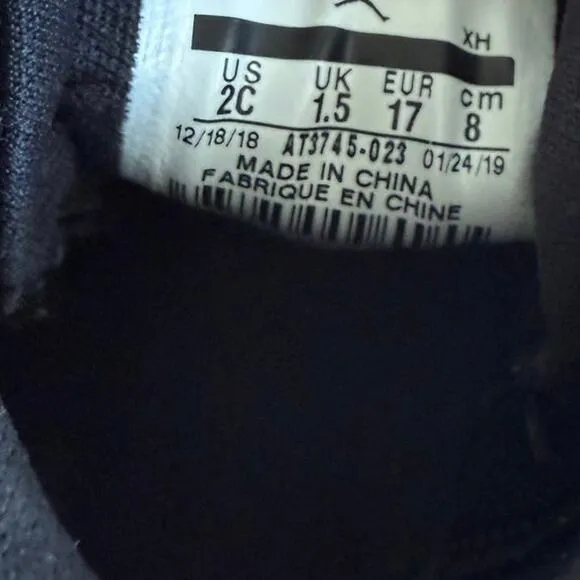 XH
US UK EUR cm
2C 1.5 17 8
12/18/18 AT3745-023 01/24/19
MADE IN CHINA
FABRIQUE EN CHINE